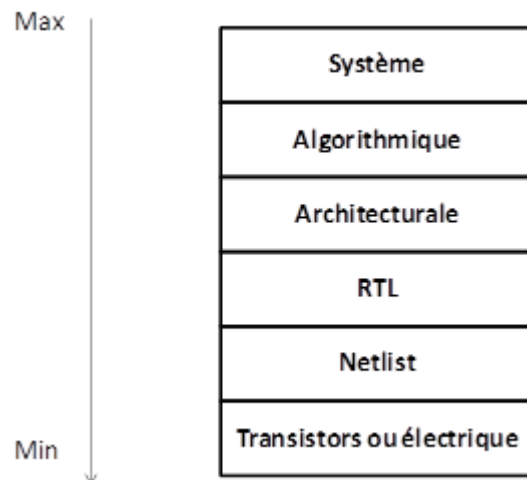 Max
Système
Algorithmique
Architecturale
RTL
Netlist
Min
Transistors ou électrique